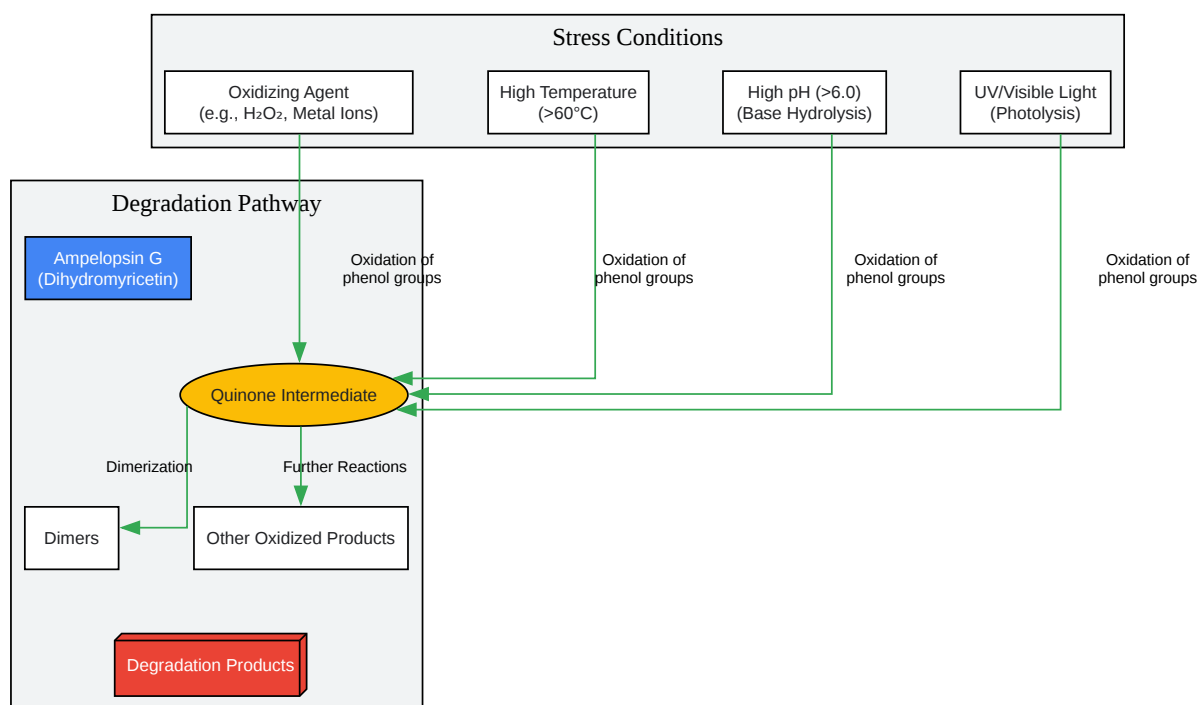 Stress Conditions
Oxidizing Agent
(e.g., H₂O₂, Metal Ions)
High Temperature
(>60°C)
High pH (>6.0)
(Base Hydrolysis)
UV/Visible Light
(Photolysis)
Degradation Pathway
Ampelopsin G
(Dihydromyricetin)
Oxidation of
phenol groups
Oxidation of
phenol groups
Oxidation of
phenol groups
Oxidation of
phenol groups
Quinone Intermediate
Dimerization
Further Reactions
Dimers
Other Oxidized Products
Degradation Products